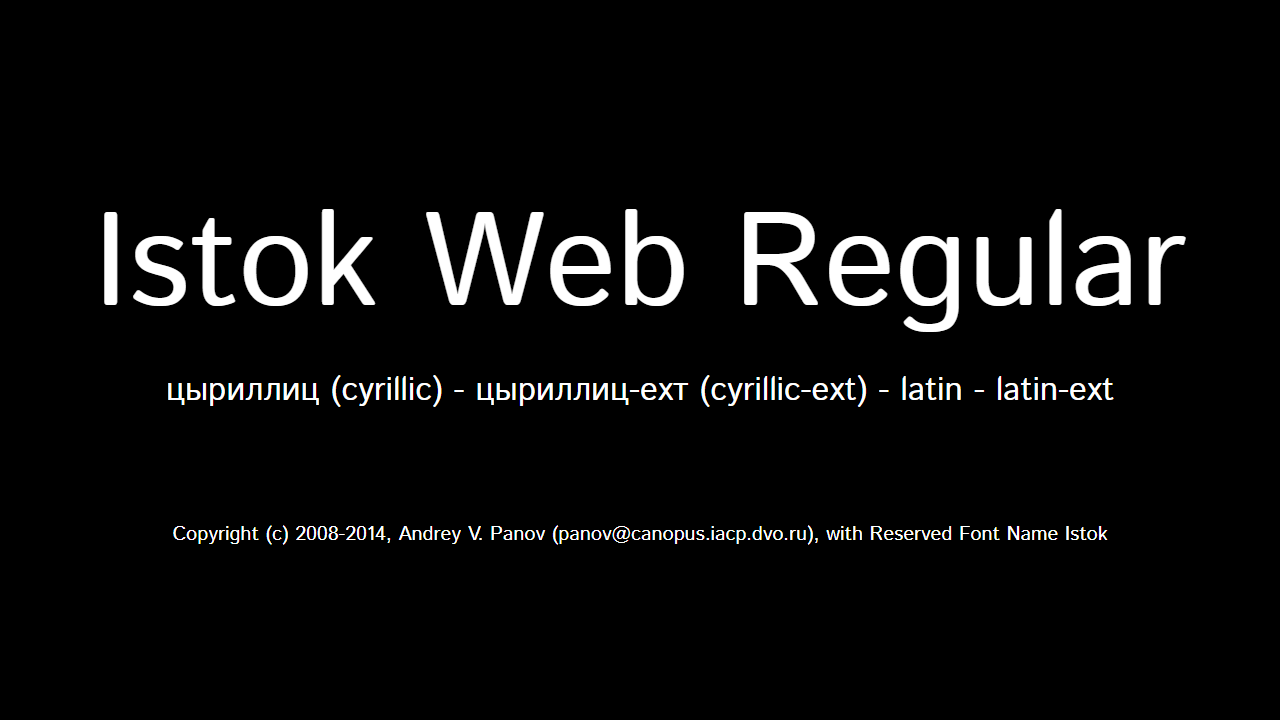 Istok Web Regular
цыриллиц (cyrillic) - цыриллиц-ехт (cyrillic-ext) - latin - latin-ext
Copyright (c) 2008-2014, Andrey V. Panov (panov@canopus.iacp.dvo.ru), with Reserved Font Name Istok